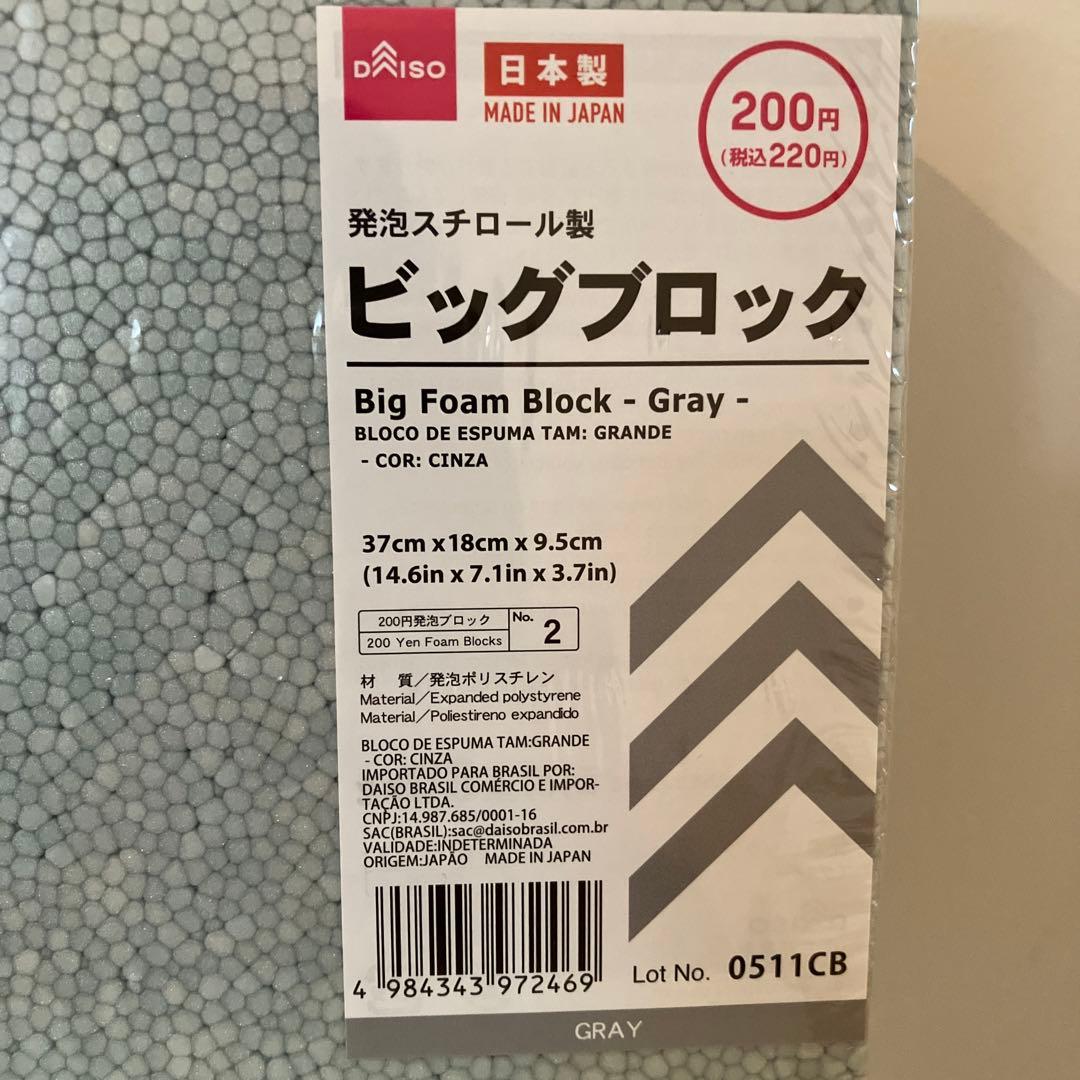 DAISO
日本製
MADE IN JAPAN
200円
(税込220円)
発泡スチロール製
ビッグブロック
Big Foam Block - Gray -
BLOCO DE ESPUMA TAM: GRANDE
- COR: CINZA
37cm x 18cm x 9.5cm
(14.6in x 7.1in x 3.7in)
200円発泡ブロック
200 Yen Foam Blocks
No. 2
材 質／発泡ポリスチレン
Material／Expanded polystyrene
Material／Poliestireno expandido
BLOCO DE ESPUMA TAM:GRANDE
- COR: CINZA
IMPORTADO PARA BRASIL POR:
DAISO BRASIL COMÉRCIO E IMPOR-
TAÇÃO LTDA.
CNPJ:14.987.685/0001-16
SAC(BRASIL):sac@daisobrasil.com.br
VALIDADE:INDETERMINADA
ORIGEM:JAPÃO MADE IN JAPAN
4 984343 972469
Lot No. 0511CB
GRAY